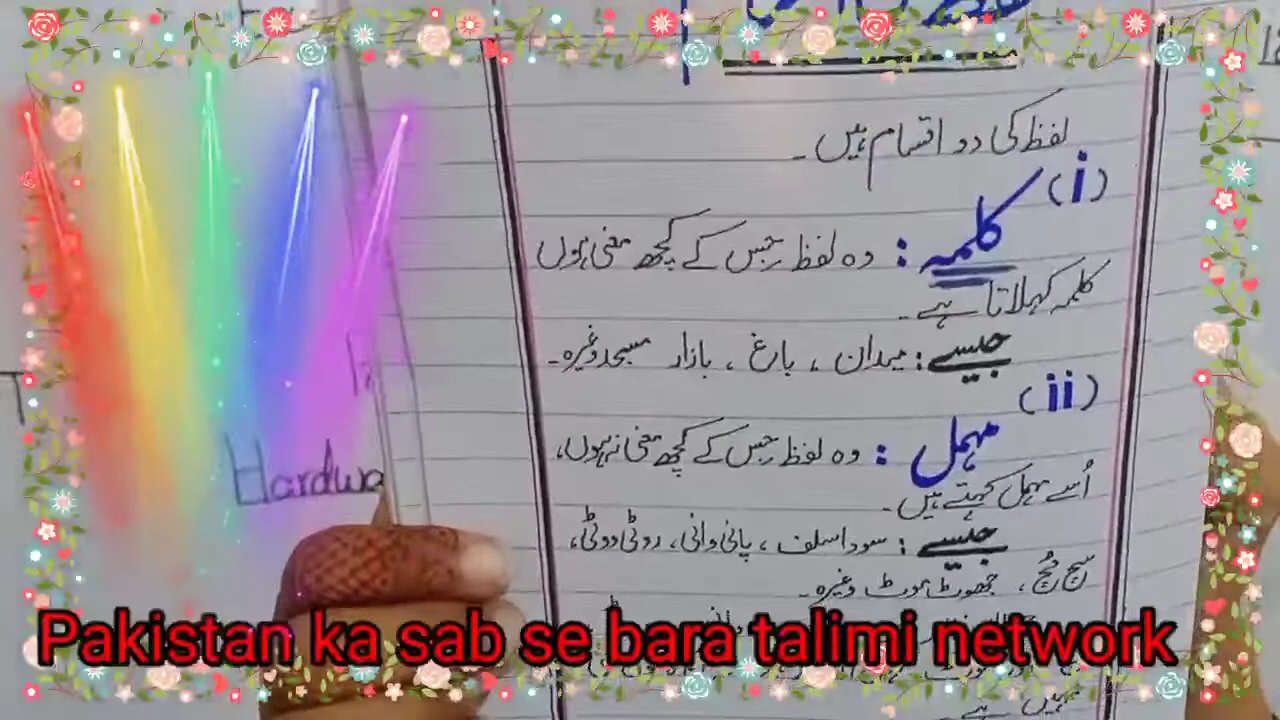 لفظ کی دو اقسام ہیں۔
(i)
کلمہ : وہ لفظ جس کے کچھ معنی ہوں
کلمہ کہلاتا ہے۔
جیسے : میدان ، باغ ، بازار مسجد وغیرہ۔
(ii)
مہمل : وہ لفظ جس کے کچھ معنی نہ ہوں،
اُسے مہمل کہتے ہیں۔
جیسے : سودا سلف ، پانی وانی، روٹی ووٹی،
سچ مُچ ، جھوٹ موٹ وغیرہ۔
Hardwa
Pakistan ka sab se bara talimi network